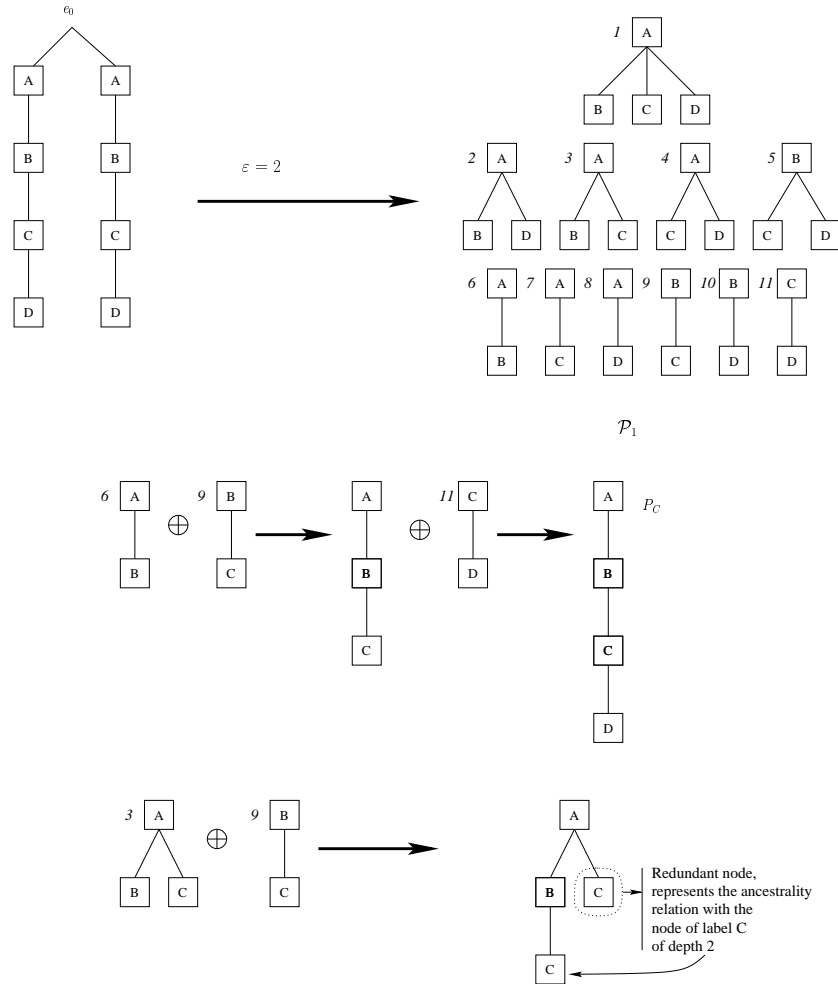 e₀
A A
B B
C C
D D
ε = 2
1 A
B C D
2 A 3 A 4 A 5 B
B D B C C D C D
6 A 7 A 8 A 9 B 10 B 11 C
B C D C D D
𝒫₁
6 A ⊕ 9 B A ⊕ 11 C A P_C
B C B D B
C C
D
3 A ⊕ 9 B A
B C C B C
C
Redundant node,
represents the ancestrality
relation with the
node of label C
of depth 2